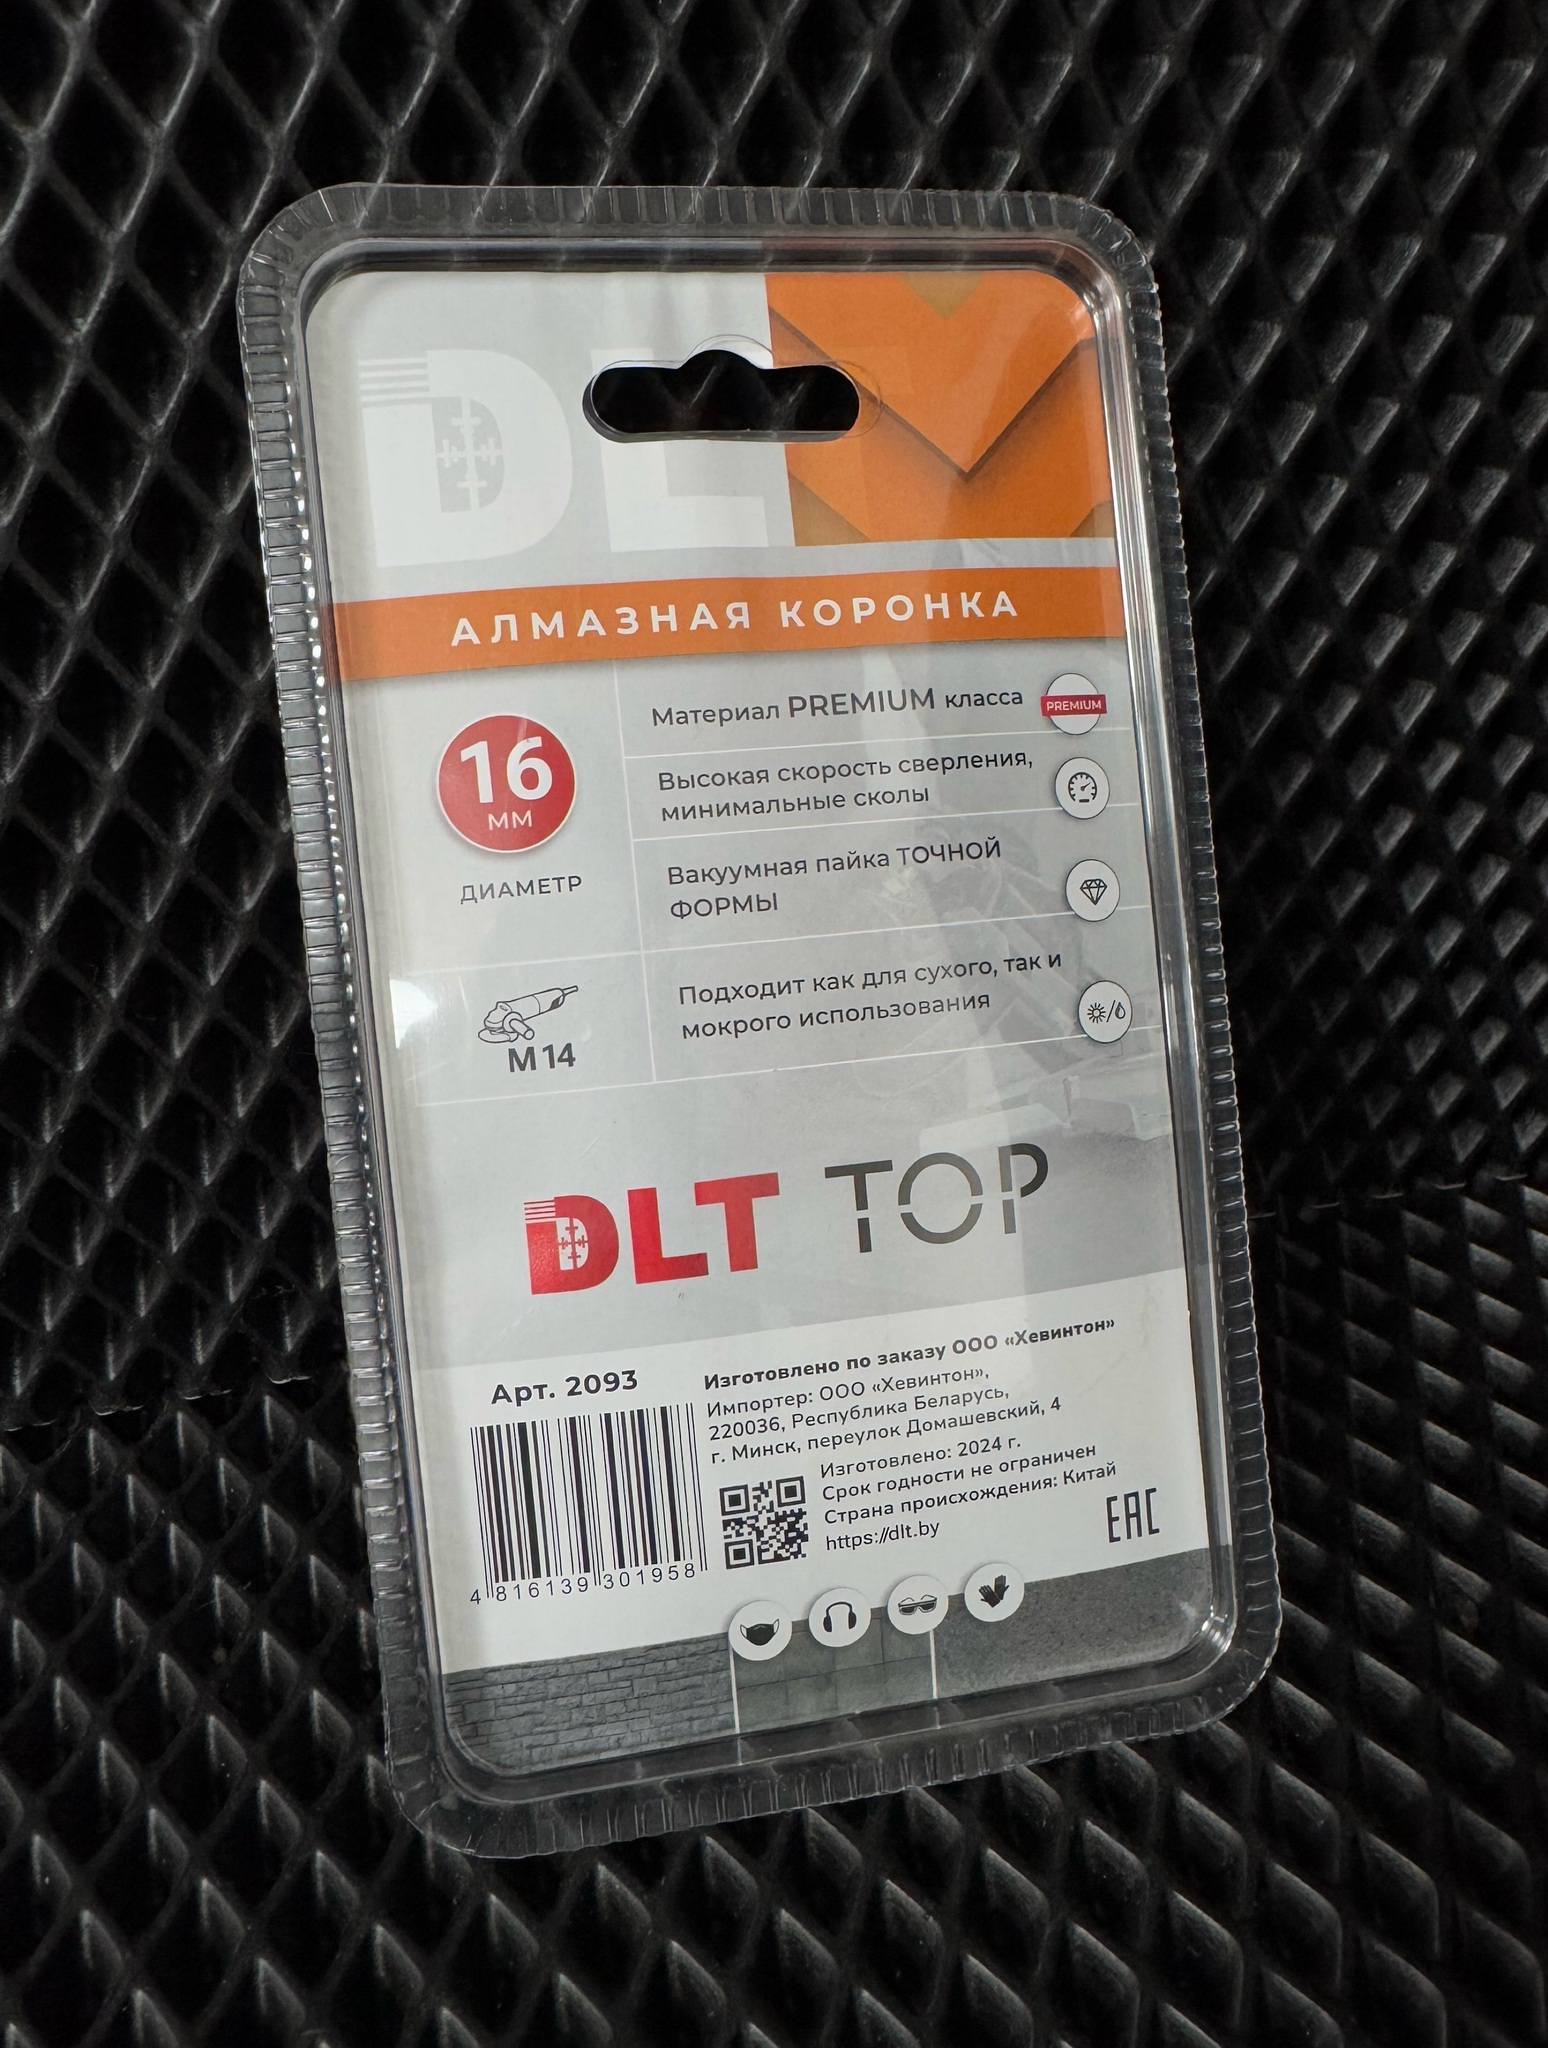 DLT
АЛМАЗНАЯ КОРОНКА
16
ММ
ДИАМЕТР
M14
Материал PREMIUM класса
PREMIUM
Высокая скорость сверления,
минимальные сколы
Вакуумная пайка ТОЧНОЙ
ФОРМЫ
Подходит как для сухого, так и
мокрого использования
DLT TOP
Арт. 2093
4 816139 301958
Изготовлено по заказу ООО «Хевинтон»
Импортер: ООО «Хевинтон»,
220036, Республика Беларусь,
г. Минск, переулок Домашевский, 4
Изготовлено: 2024 г.
Срок годности не ограничен
Страна происхождения: Китай
https://dlt.by
EAC